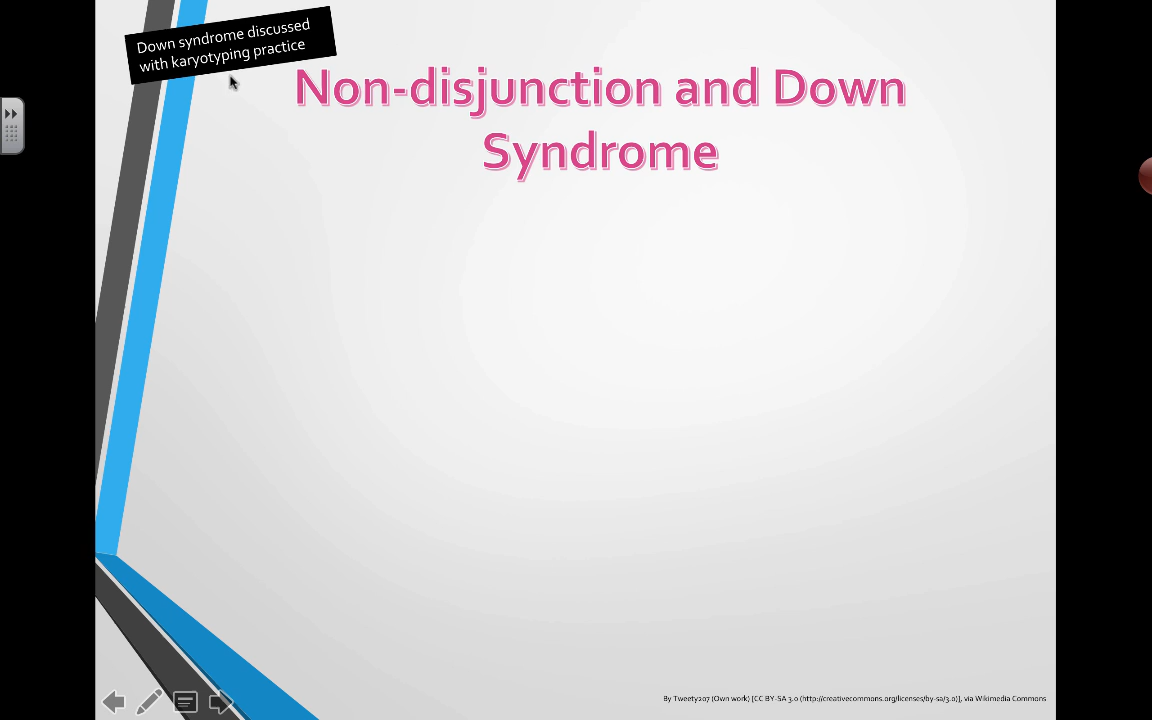 Down syndrome discussed
with karyotyping practice
Non-disjunction and Down
Syndrome
By Tweety207 (Own work) [CC BY-SA 3.0 (http://creativecommons.org/licenses/by-sa/3.0)], via Wikimedia Commons